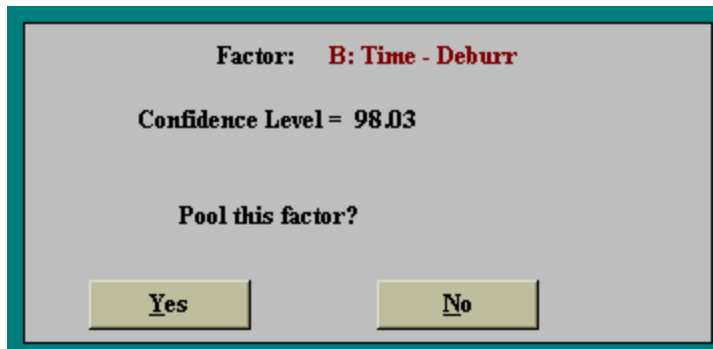 Factor: B: Time - Deburr
Confidence Level = 98.03
Pool this factor?
Yes No